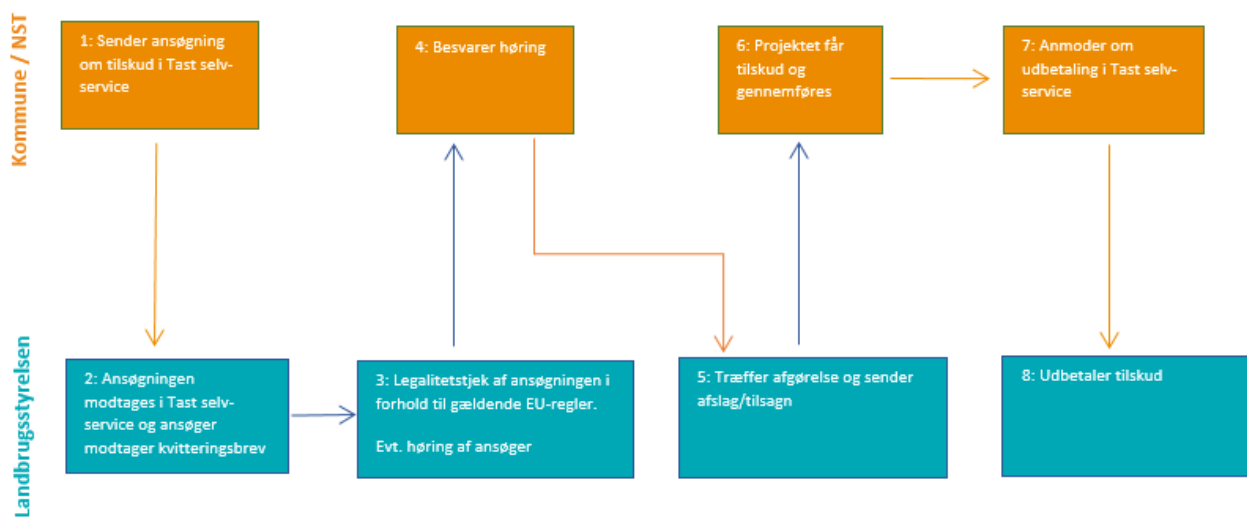 Kommune / NST
1: Sender ansøgning
om tilskud i Tast selv-
service
4: Besvarer høring
6: Projektet får
tilskud og
gennemføres
7: Anmoder om
udbetaling i Tast selv-
service
Landbrugsstyrelsen
2: Ansøgningen
modtages i Tast selv-
service og ansøger
modtager kvitteringsbrev
3: Legalitetstjek af ansøgningen i
forhold til gældende EU-regler.
Evt. høring af ansøger
5: Træffer afgørelse og sender
afslag/tilsagn
8: Udbetaler tilskud